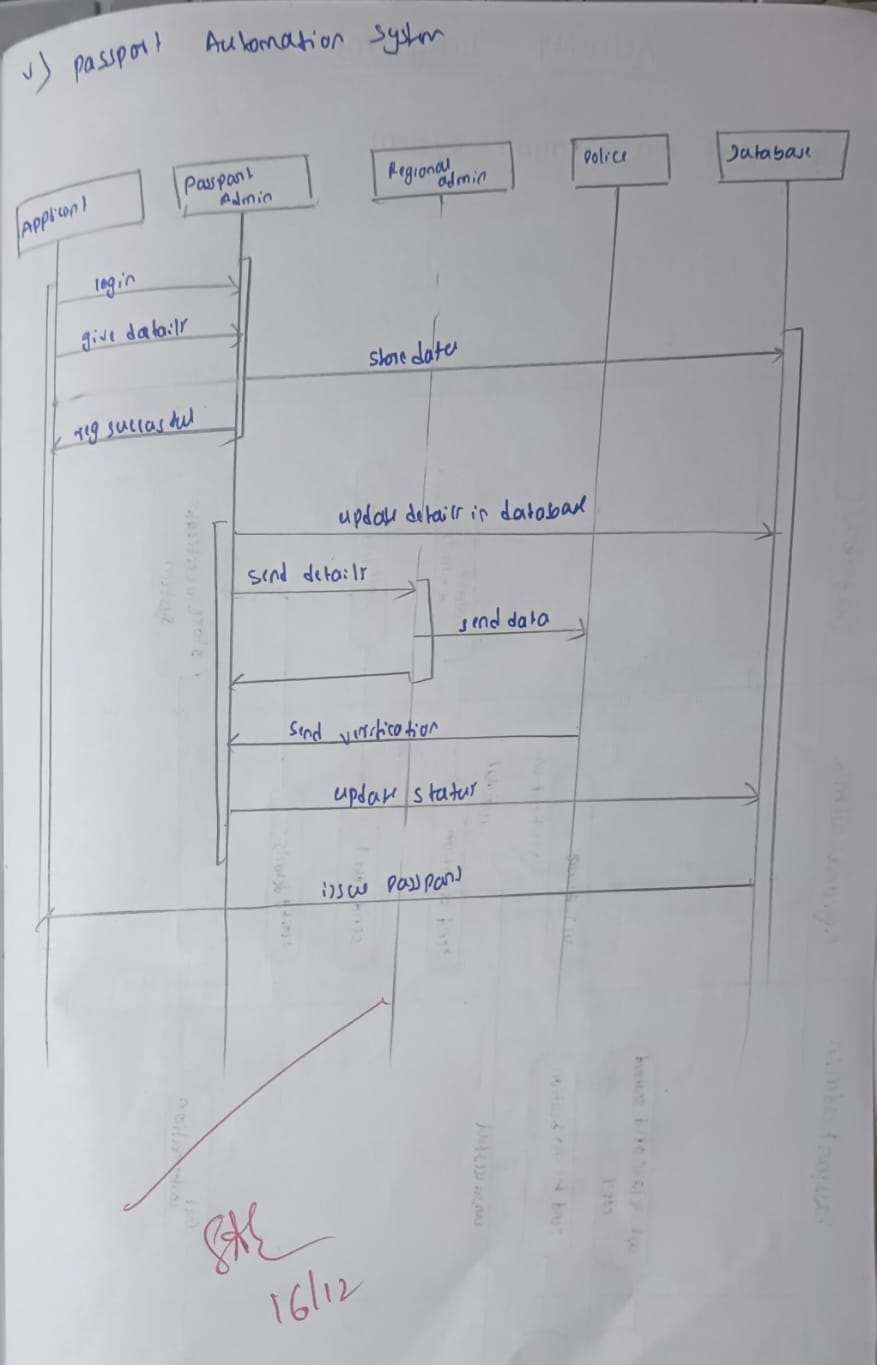 v) Passport Automation System
Applicant
Passport
Admin
Regional
admin
Police
Database
login
give details
store data
reg successful
update details in database
send details
send data
send verification
update status
issue passport
16/12